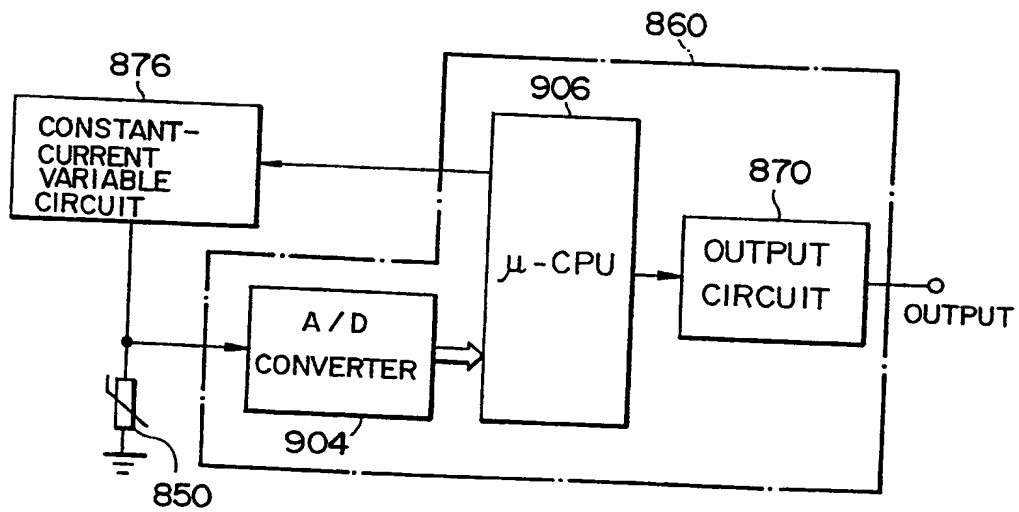 860
876
906
CONSTANT-
CURRENT
VARIABLE
CIRCUIT
870
μ-CPU
OUTPUT
CIRCUIT
OUTPUT
A/D
CONVERTER
904
850